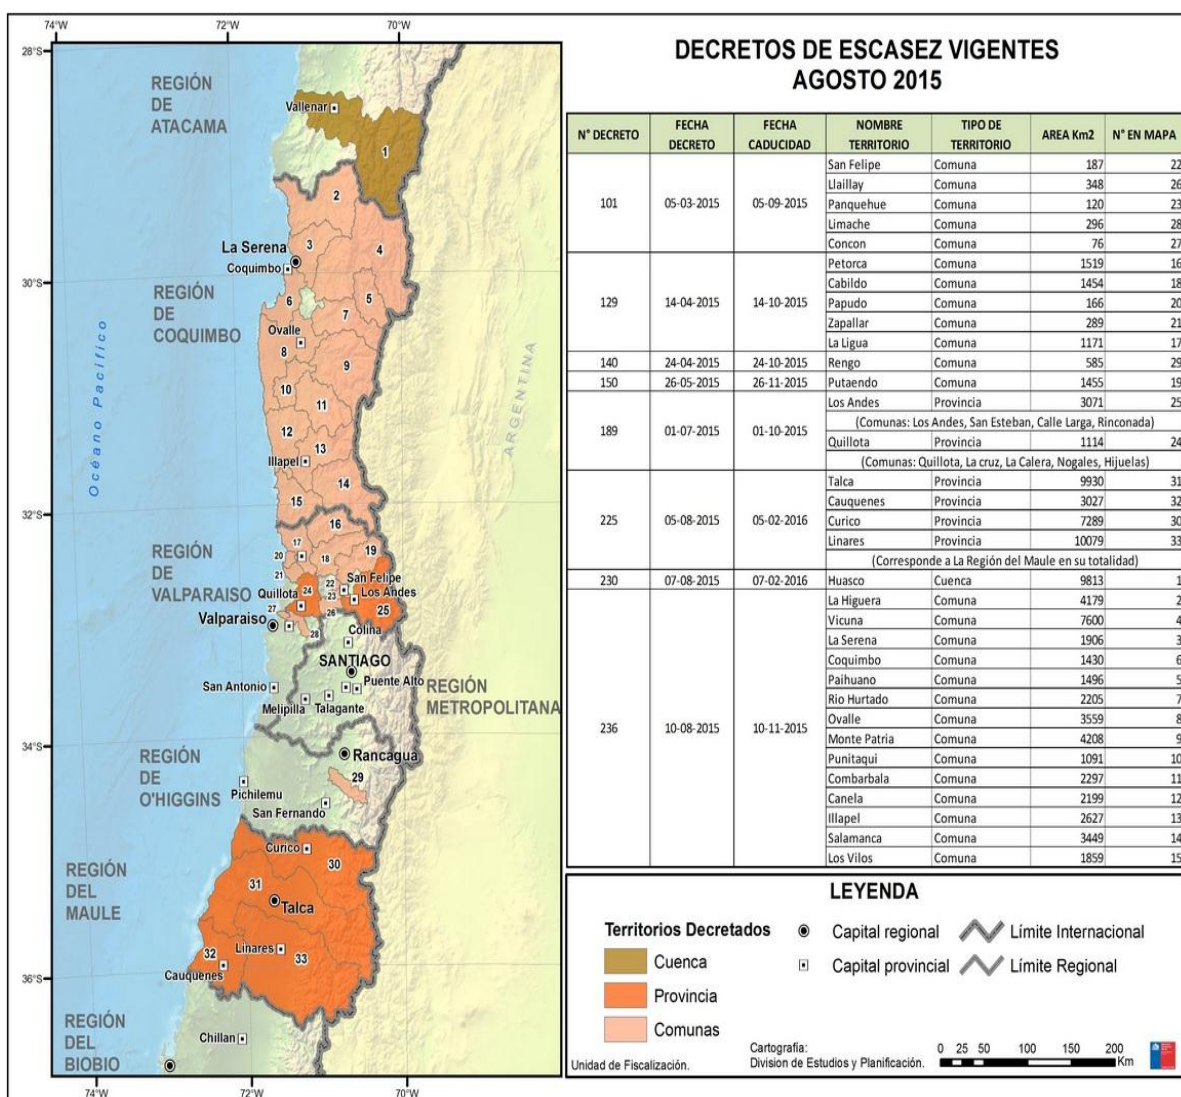 DECRETOS DE ESCASEZ VIGENTES
AGOSTO 2015
74°W 72°W 70°W
28°S
30°S
32°S
34°S
36°S
74°W 72°W 70°W
REGIÓN
DE
ATACAMA
Vallenar
1
2
3
4
La Serena
Coquimbo
REGIÓN
DE
COQUIMBO
5
6
7
Ovalle
8
9
10
11
12
13
Illapel
14
15
Océano Pacífico
ARGENTINA
16
17
18
19
20
21
22
23
24
25
26
27
28
REGIÓN
DE
VALPARAISO
San Felipe
Los Andes
Quillota
Valparaiso
Colina
SANTIAGO
Puente Alto
San Antonio
Melipilla
Talagante
REGIÓN
METROPOLITANA
Rancagua
29
REGIÓN
DE
O'HIGGINS
Pichilemu
San Fernando
Curico
30
31
REGIÓN
DEL
MAULE
Talca
Linares
32
33
Cauquenes
REGIÓN
DEL
BIOBIO
Chillan
N° DECRETO FECHA DECRETO FECHA CADUCIDAD NOMBRE TERRITORIO TIPO DE TERRITORIO AREA Km2 N° EN MAPA
101 05-03-2015 05-09-2015
San Felipe Comuna 187 22
Llaillay Comuna 348 26
Panquehue Comuna 120 23
Limache Comuna 296 28
Concon Comuna 76 27
129 14-04-2015 14-10-2015
Petorca Comuna 1519 16
Cabildo Comuna 1454 18
Papudo Comuna 166 20
Zapallar Comuna 289 21
La Ligua Comuna 1171 17
140 24-04-2015 24-10-2015 Rengo Comuna 585 29
150 26-05-2015 26-11-2015 Putaendo Comuna 1455 19
189 01-07-2015 01-10-2015
Los Andes Provincia 3071 25
(Comunas: Los Andes, San Esteban, Calle Larga, Rinconada)
Quillota Provincia 1114 24
(Comunas: Quillota, La cruz, La Calera, Nogales, Hijuelas)
225 05-08-2015 05-02-2016
Talca Provincia 9930 31
Cauquenes Provincia 3027 32
Curico Provincia 7289 30
Linares Provincia 10079 33
(Corresponde a La Región del Maule en su totalidad)
230 07-08-2015 07-02-2016 Huasco Cuenca 9813 1
236 10-08-2015 10-11-2015
La Higuera Comuna 4179 2
Vicuna Comuna 7600 4
La Serena Comuna 1906 3
Coquimbo Comuna 1430 6
Paihuano Comuna 1496 5
Rio Hurtado Comuna 2205 7
Ovalle Comuna 3559 8
Monte Patria Comuna 4208 9
Punitaqui Comuna 1091 10
Combarbala Comuna 2297 11
Canela Comuna 2199 12
Illapel Comuna 2627 13
Salamanca Comuna 3449 14
Los Vilos Comuna 1859 15
LEYENDA
Territorios Decretados
Cuenca
Provincia
Comunas
Capital regional
Capital provincial
Límite Internacional
Límite Regional
Unidad de Fiscalización.
Cartografía:
Division de Estudios y Planificación.
0 25 50 100 150 200
Km